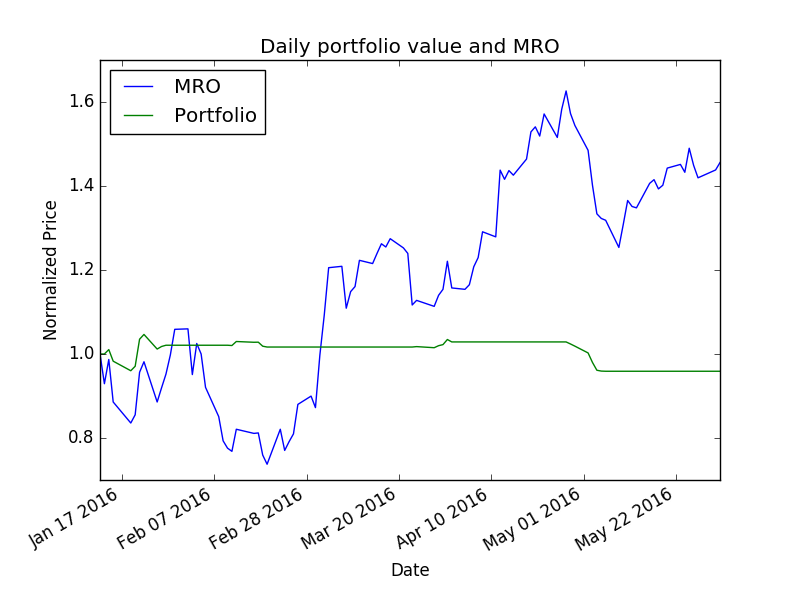 Daily portfolio value and MRO
MRO
Portfolio
Normalized Price
1.6
1.4
1.2
1.0
0.8
Jan 17 2016
Feb 07 2016
Feb 28 2016
Mar 20 2016
Apr 10 2016
May 01 2016
May 22 2016
Date